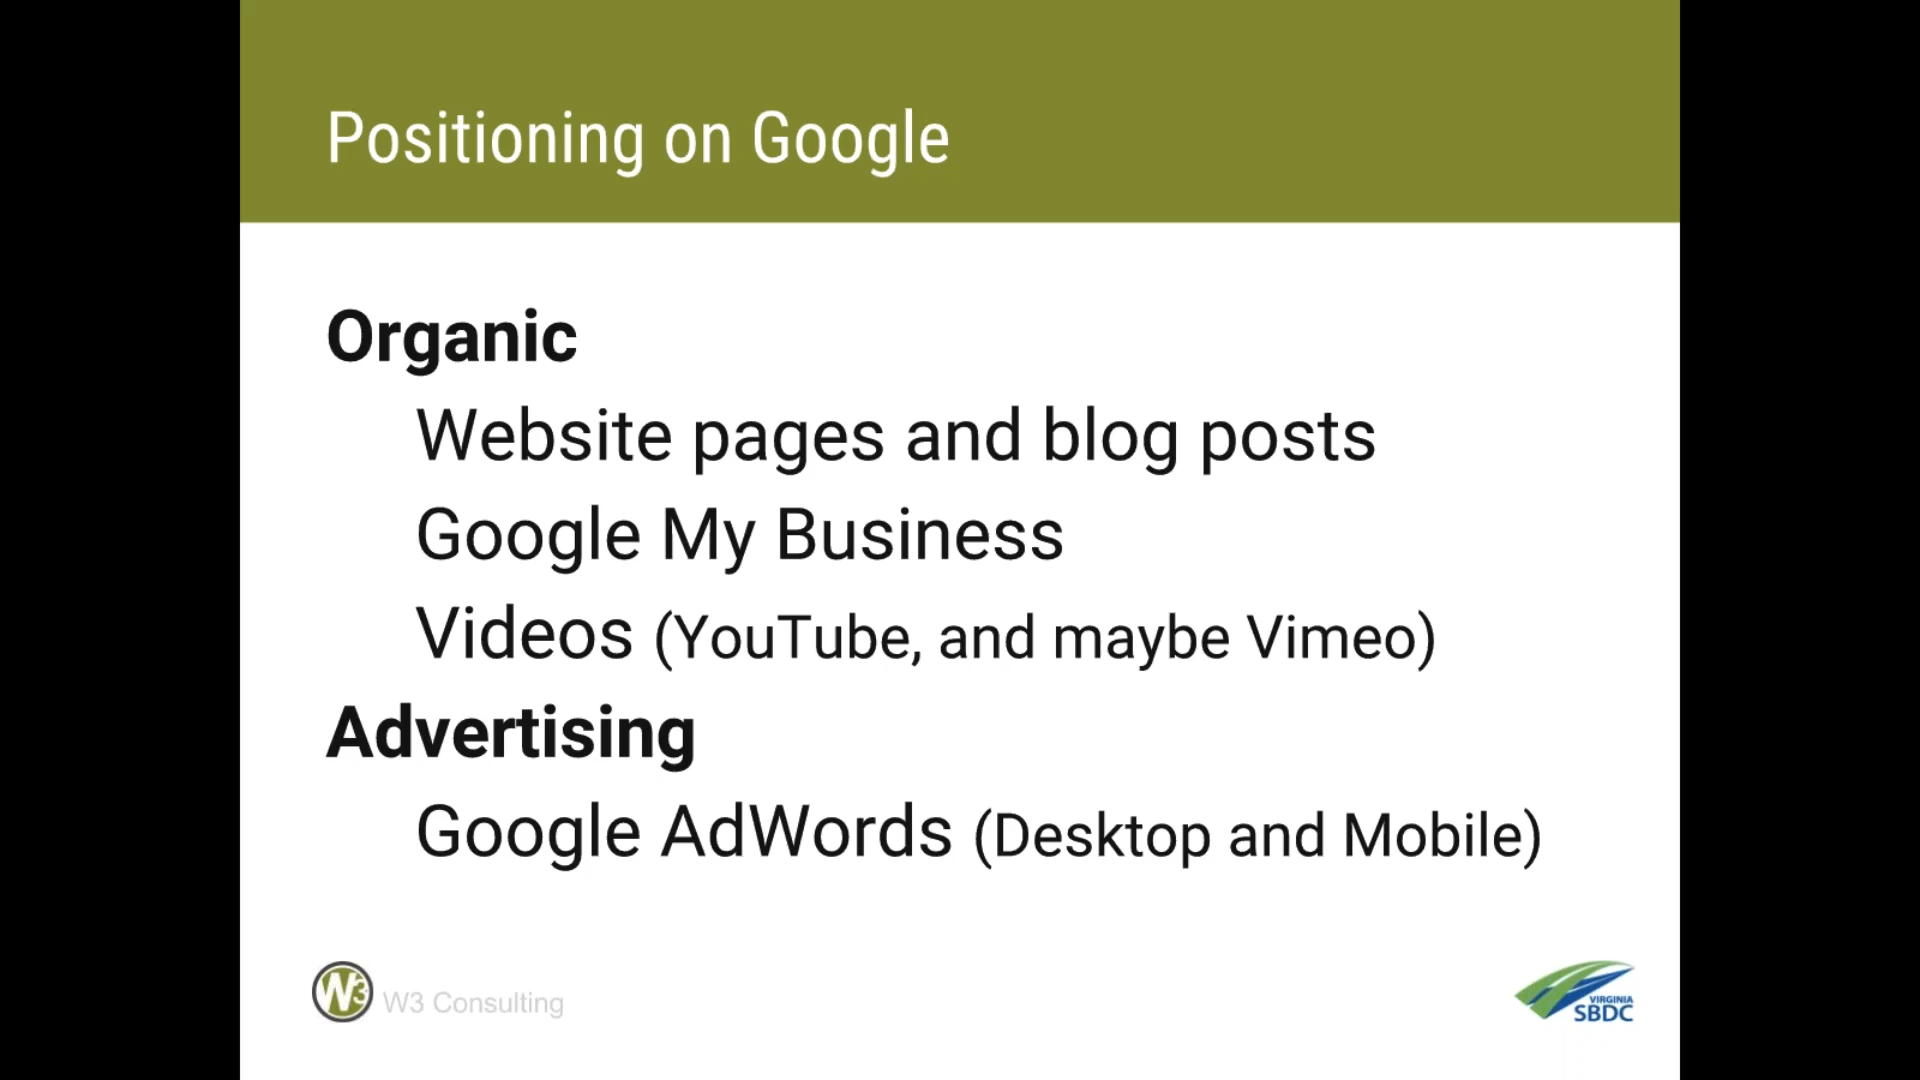 Positioning on Google
Organic
Website pages and blog posts
Google My Business
Videos (YouTube, and maybe Vimeo)
Advertising
Google AdWords (Desktop and Mobile)
W3 W3 Consulting
VIRGINIA
SBDC